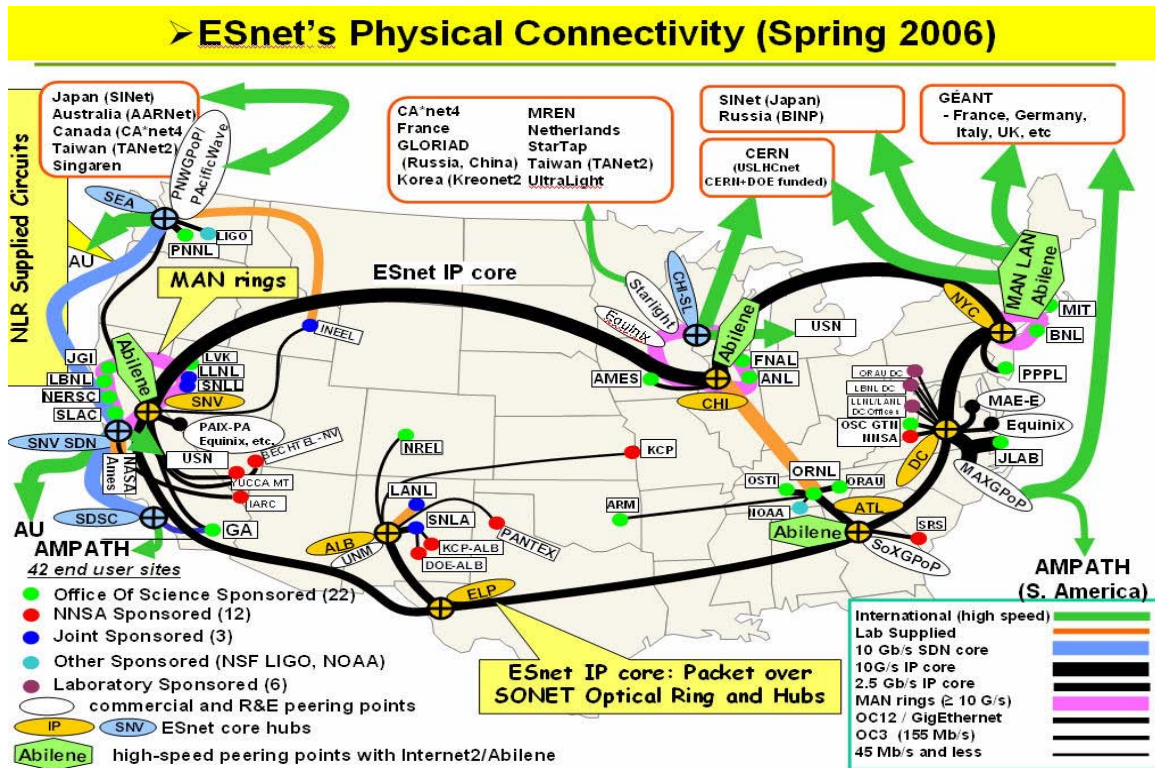 ➢ESnet's Physical Connectivity (Spring 2006)
NLR Supplied Circuits
Japan (SINet)
Australia (AARNet)
Canada (CA*net4
Taiwan (TANet2)
Singaren
PNWGPoP/
PAcificWave
CA*net4
France
GLORIAD
(Russia, China)
Korea (Kreonet2
MREN
Netherlands
StarTap
Taiwan (TANet2)
UltraLight
SINet (Japan)
Russia (BINP)
CERN
(USLHCnet
CERN+DOE funded)
GÉANT
- France, Germany,
Italy, UK, etc
SEA
AU
PNNL
LIGO
MAN rings
ESnet IP core
INEEL
Starlight
Equinix
CHI-SL
Abilene
USN
NYC
MAN LAN
Abilene
MIT
BNL
PPPL
JGI
LBNL
NERSC
SLAC
Abilene
LVK
LLNL
SNLL
SNV
PAIX-PA
Equinix, etc.
SNV SDN
NASA
Ames
USN
BECHTEL-NV
YUCCA MT
IARC
AMES
FNAL
ANL
CHI
ORAU DC
LBNL DC
LLNL/LANL
DC Offices
OSC GTN
NNSA
MAE-E
Equinix
JLAB
DC
MAXGPoP
NREL
KCP
AU
SDSC
GA
AMPATH
LANL
SNLA
ALB
UNM
PANTEX
KCP-ALB
DOE-ALB
ARM
OSTI
ORNL
ORAU
NOAA
ATL
Abilene
SRS
SoXGPoP
ELP
AMPATH
(S. America)
ESnet IP core: Packet over
SONET Optical Ring and Hubs
42 end user sites
Office Of Science Sponsored (22)
NNSA Sponsored (12)
Joint Sponsored (3)
Other Sponsored (NSF LIGO, NOAA)
Laboratory Sponsored (6)
commercial and R&E peering points
IP
SNV
ESnet core hubs
Abilene
high-speed peering points with Internet2/Abilene
International (high speed)
Lab Supplied
10 Gb/s SDN core
10G/s IP core
2.5 Gb/s IP core
MAN rings (≥ 10 G/s)
OC12 / GigEthernet
OC3 (155 Mb/s)
45 Mb/s and less